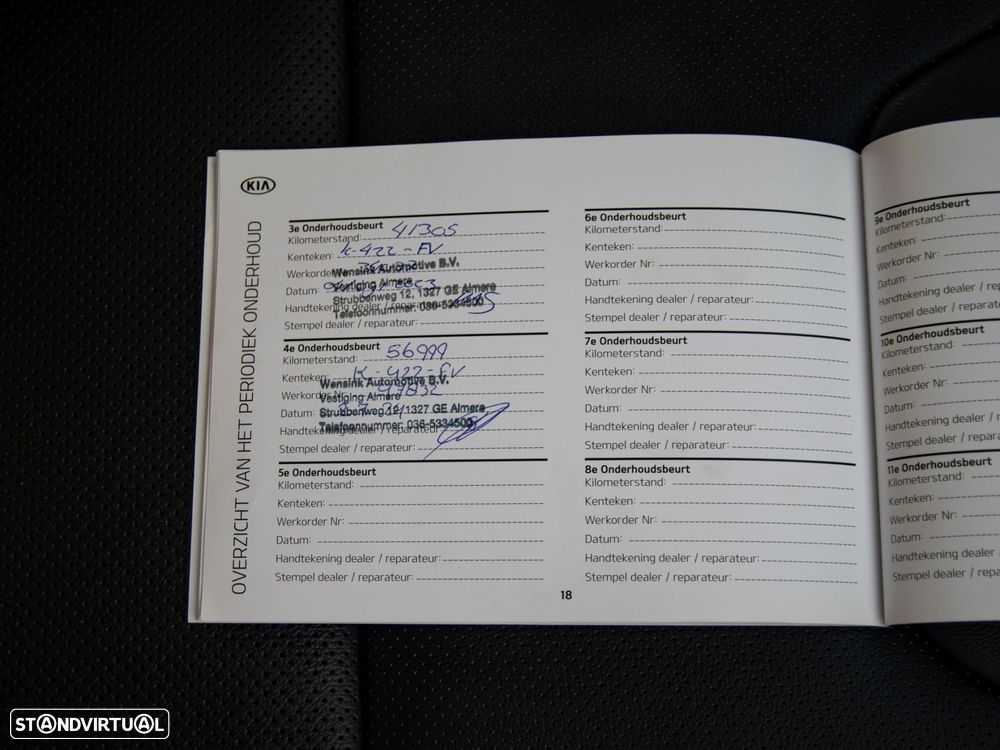 KIA
OVERZICHT VAN HET PERIODIEK ONDERHOUD
3e Onderhoudsbeurt
Kilometerstand: 41305
Kenteken: K-422-FV
Werkorder
Wensink Automotive B.V.
Datum:
Vestiging Almere
Strubbenweg 12, 1327 GE Almere
Handtekening dealer / reparateur:
Telefoonnummer: 036-5334500
Stempel dealer / reparateur:
4e Onderhoudsbeurt
Kilometerstand: 56999
Kenteken: K-422-FV
Wensink Automotive B.V.
Werkorder Nr:
Vestiging Almere
Datum:
Strubbenweg 12, 1327 GE Almere
Handtekening dealer / reparateur:
Telefoonnummer: 036-5334500
Stempel dealer / reparateur:
5e Onderhoudsbeurt
Kilometerstand:
Kenteken:
Werkorder Nr:
Datum:
Handtekening dealer / reparateur:
Stempel dealer / reparateur:
6e Onderhoudsbeurt
Kilometerstand:
Kenteken:
Werkorder Nr:
Datum:
Handtekening dealer / reparateur:
Stempel dealer / reparateur:
7e Onderhoudsbeurt
Kilometerstand:
Kenteken:
Werkorder Nr:
Datum:
Handtekening dealer / reparateur:
Stempel dealer / reparateur:
8e Onderhoudsbeurt
Kilometerstand:
Kenteken:
Werkorder Nr:
Datum:
Handtekening dealer / reparateur:
Stempel dealer / reparateur:
18
9e Onderhoudsbeurt
Kilometerstand:
Kenteken:
Werkorder Nr:
Datum:
Handtekening dealer / rep
Stempel dealer / repa
10e Onderhoudsbeurt
Kilometerstand:
Kenteken:
Werkorder Nr:
Datum:
Handtekening dealer / r
Stempel dealer / repa
11e Onderhoudsbeurt
Kilometerstand:
Kenteken:
Werkorder Nr:
Datum:
Handtekening dealer /
Stempel dealer / repa
STANDVIRTUAL